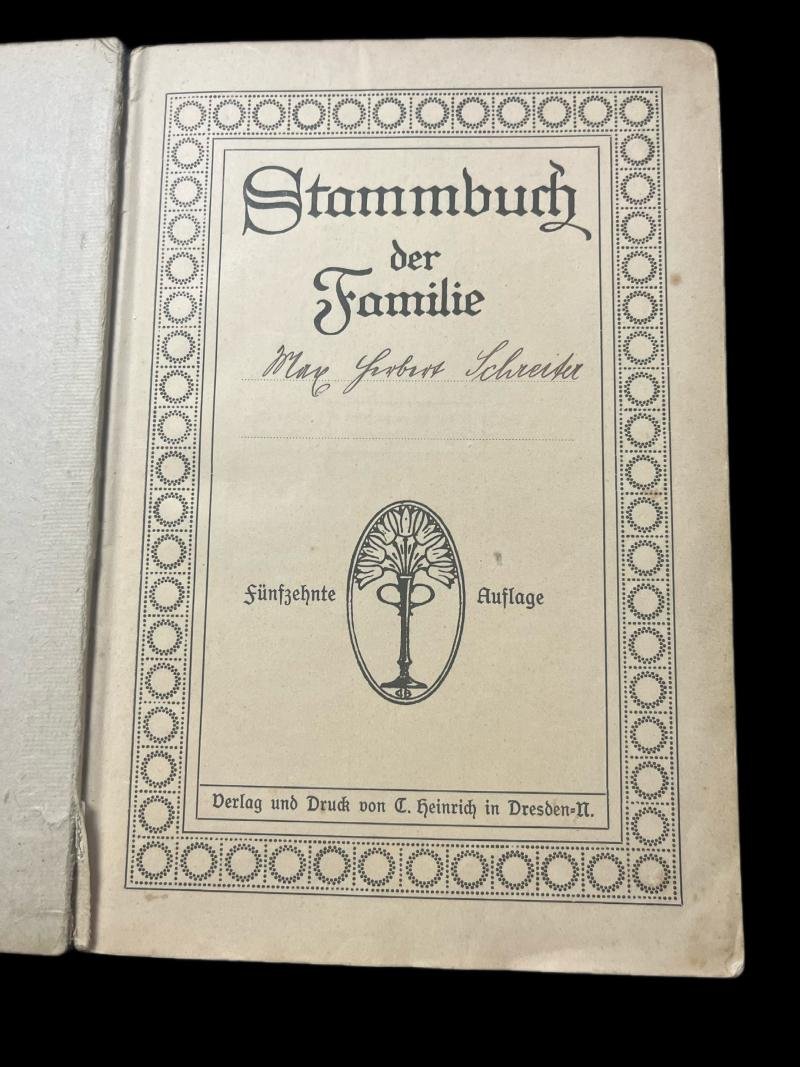 Stammbuch
der
Familie
Max Herbert Schreiter
Fünfzehnte Auflage
Verlag und Druck von C. Heinrich in Dresden=N.